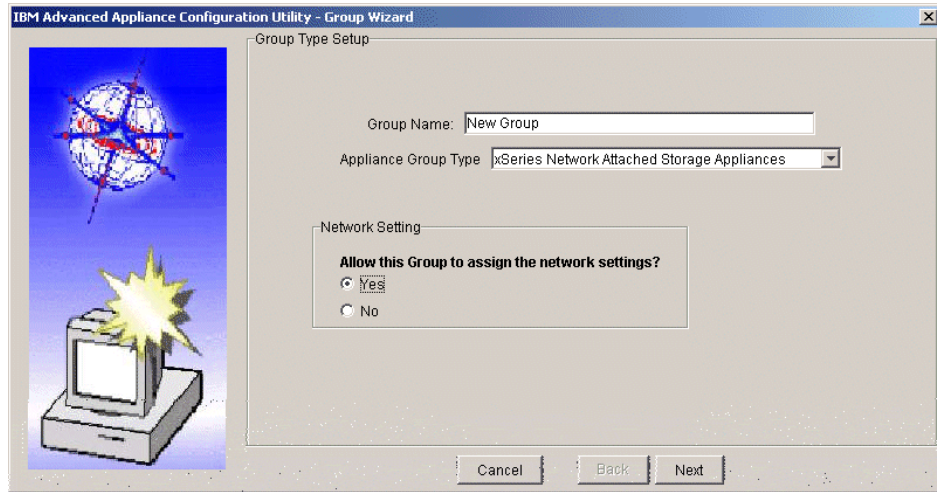 IBM Advanced Appliance Configuration Utility - Group Wizard
Group Type Setup
Group Name: New Group
Appliance Group Type xSeries Network Attached Storage Appliances
Network Setting
Allow this Group to assign the network settings?
Yes
No
Cancel Back Next